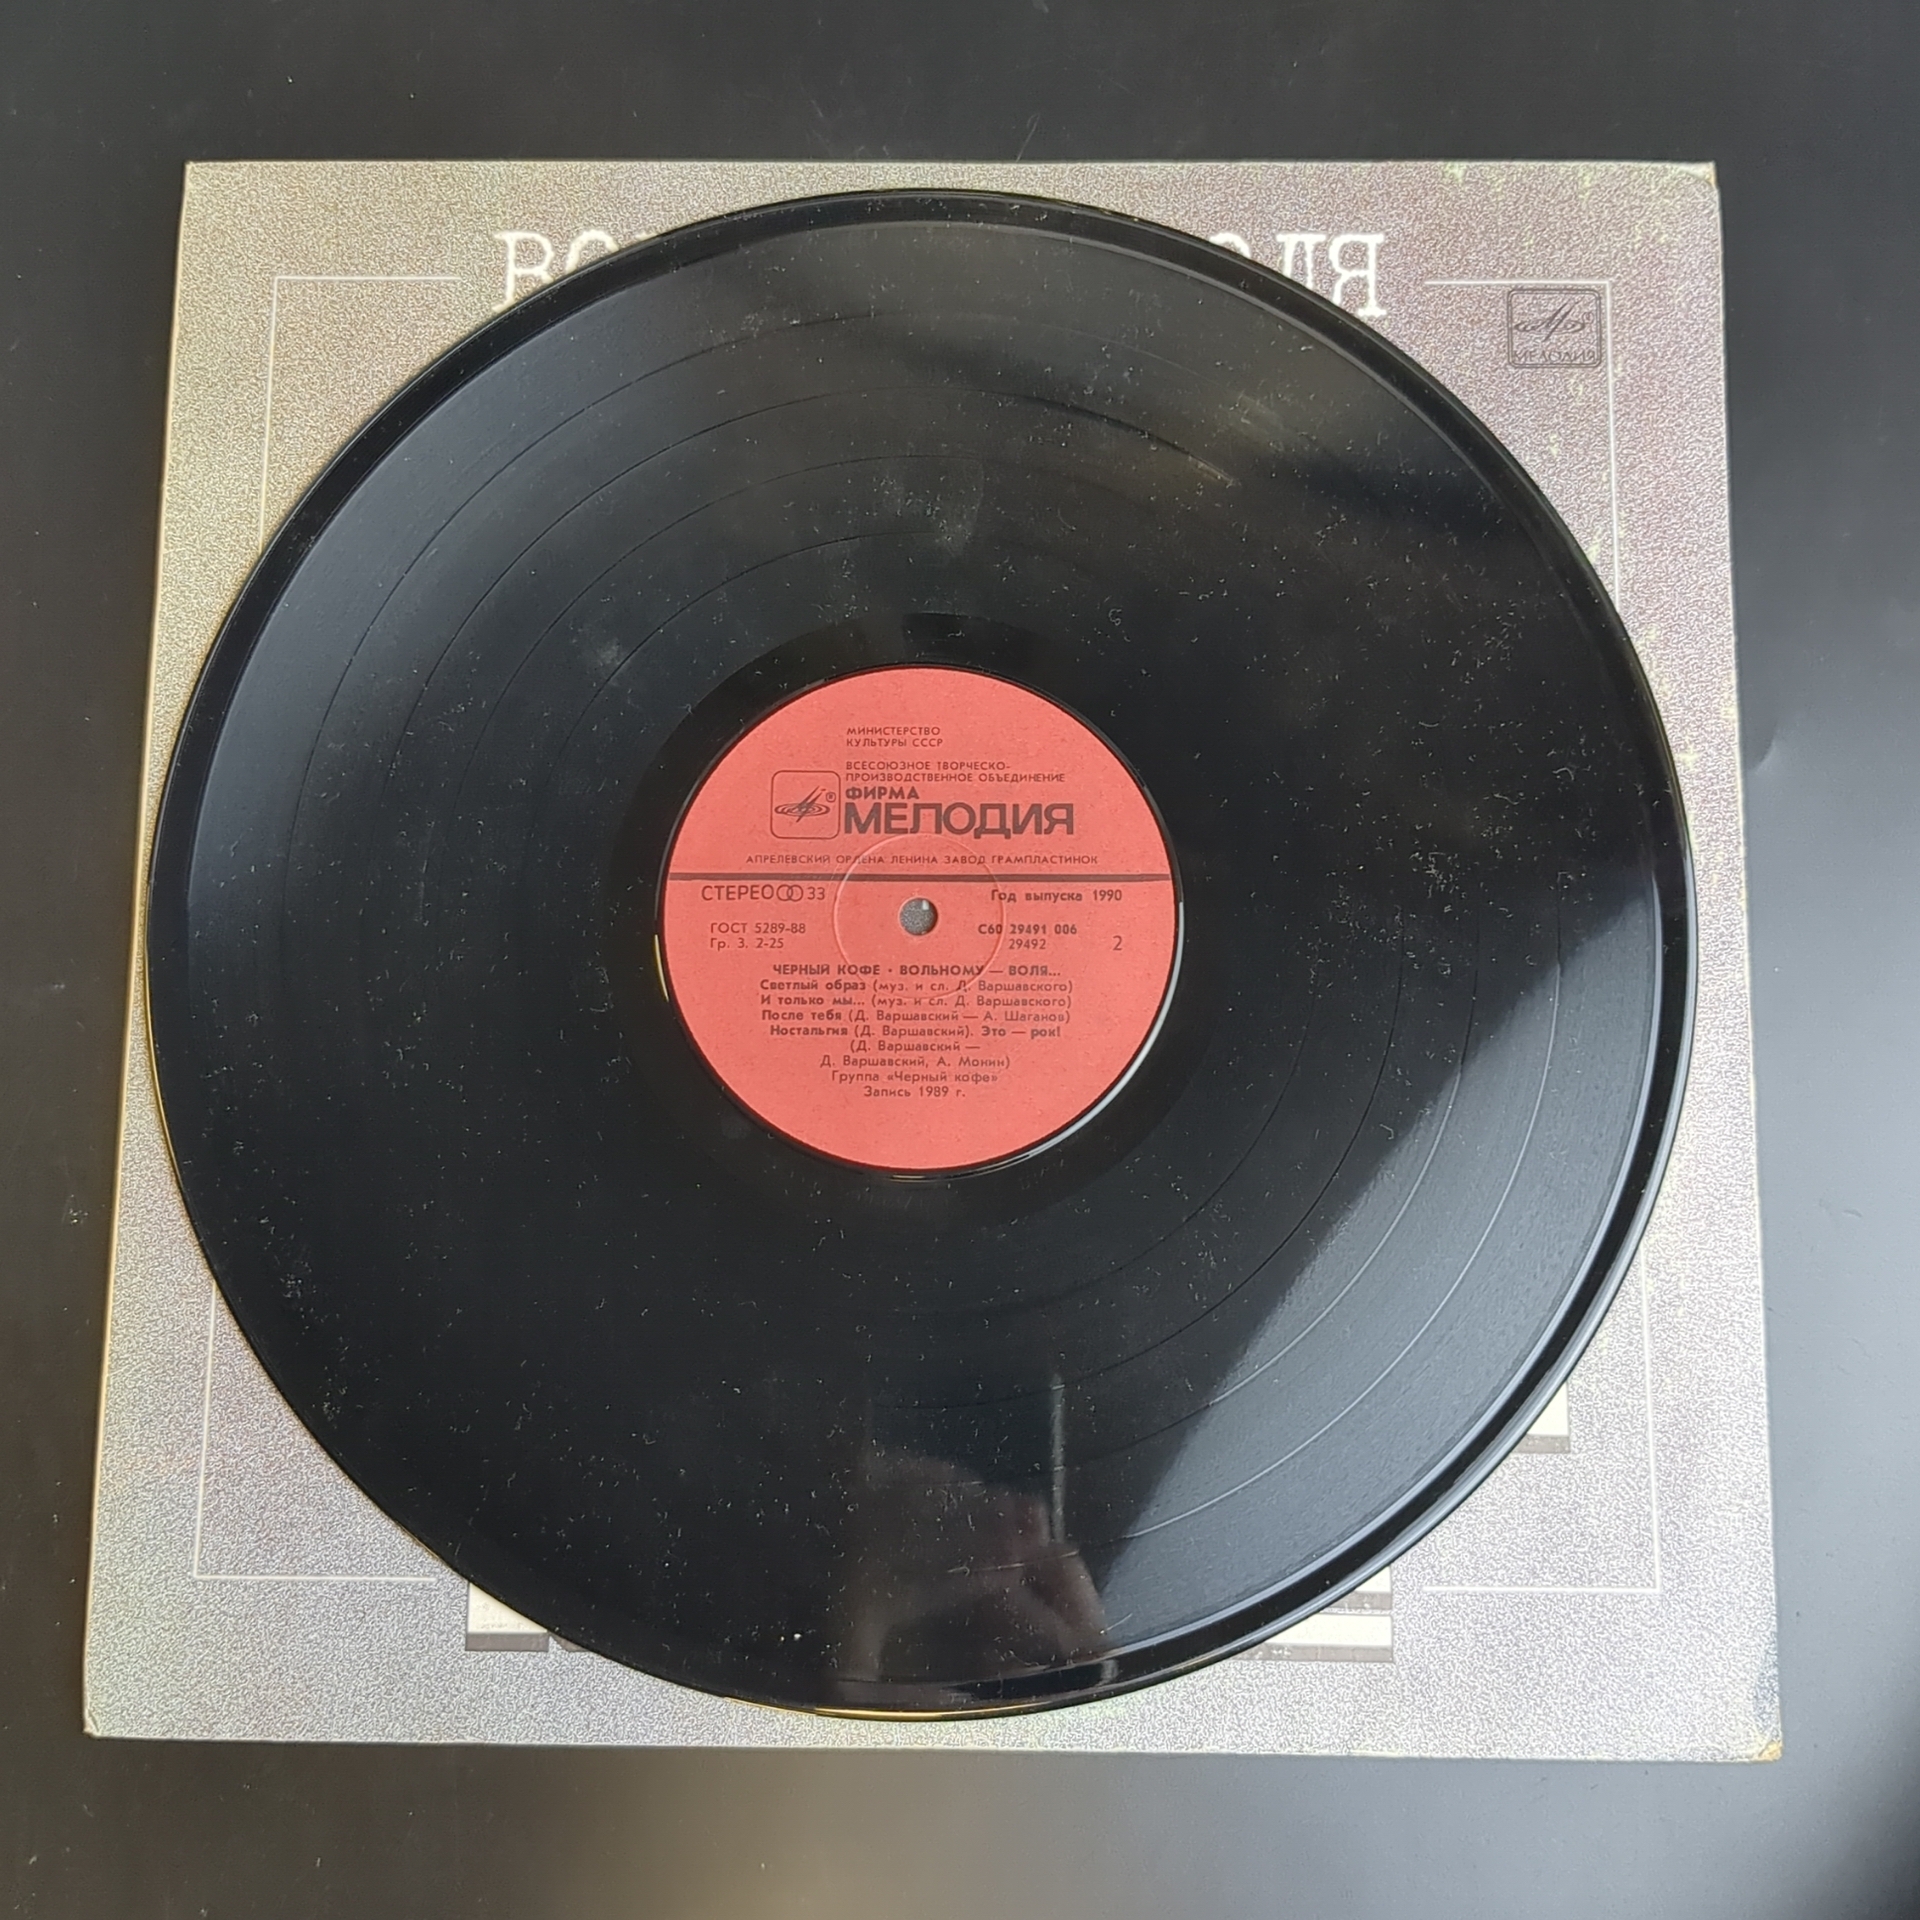 МЕЛОДИЯ
МИНИСТЕРСТВО
КУЛЬТУРЫ СССР
ВСЕСОЮЗНОЕ ТВОРЧЕСКО-
ПРОИЗВОДСТВЕННОЕ ОБЪЕДИНЕНИЕ
ФИРМА
®
МЕЛОДИЯ
АПРЕЛЕВСКИЙ ОРДЕНА ЛЕНИНА ЗАВОД ГРАМПЛАСТИНОК
СТЕРЕО 33
Год выпуска 1990
ГОСТ 5289-88
С60 29491 006
Гр. 3. 2-25
29492
2
ЧЕРНЫЙ КОФЕ • ВОЛЬНОМУ — ВОЛЯ...
Светлый образ (муз. и сл. Д. Варшавского)
И только мы... (муз. и сл. Д. Варшавского)
После тебя (Д. Варшавский — А. Шаганов)
Ностальгия (Д. Варшавский). Это — рок!
(Д. Варшавский —
Д. Варшавский, А. Монин)
Группа «Черный кофе»
Запись 1989 г.